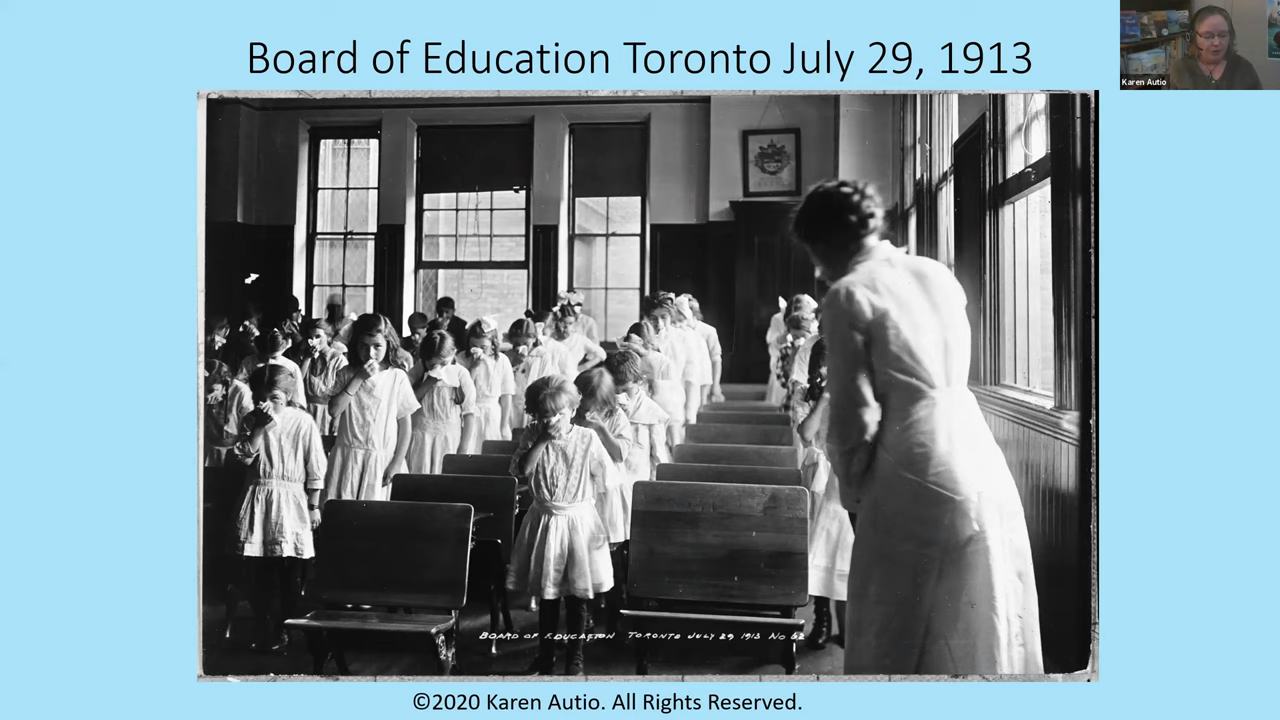 Board of Education Toronto July 29, 1913
Karen Autio
BOARD OF EDUCATION TORONTO JULY 29 1913 No 62
©2020 Karen Autio. All Rights Reserved.